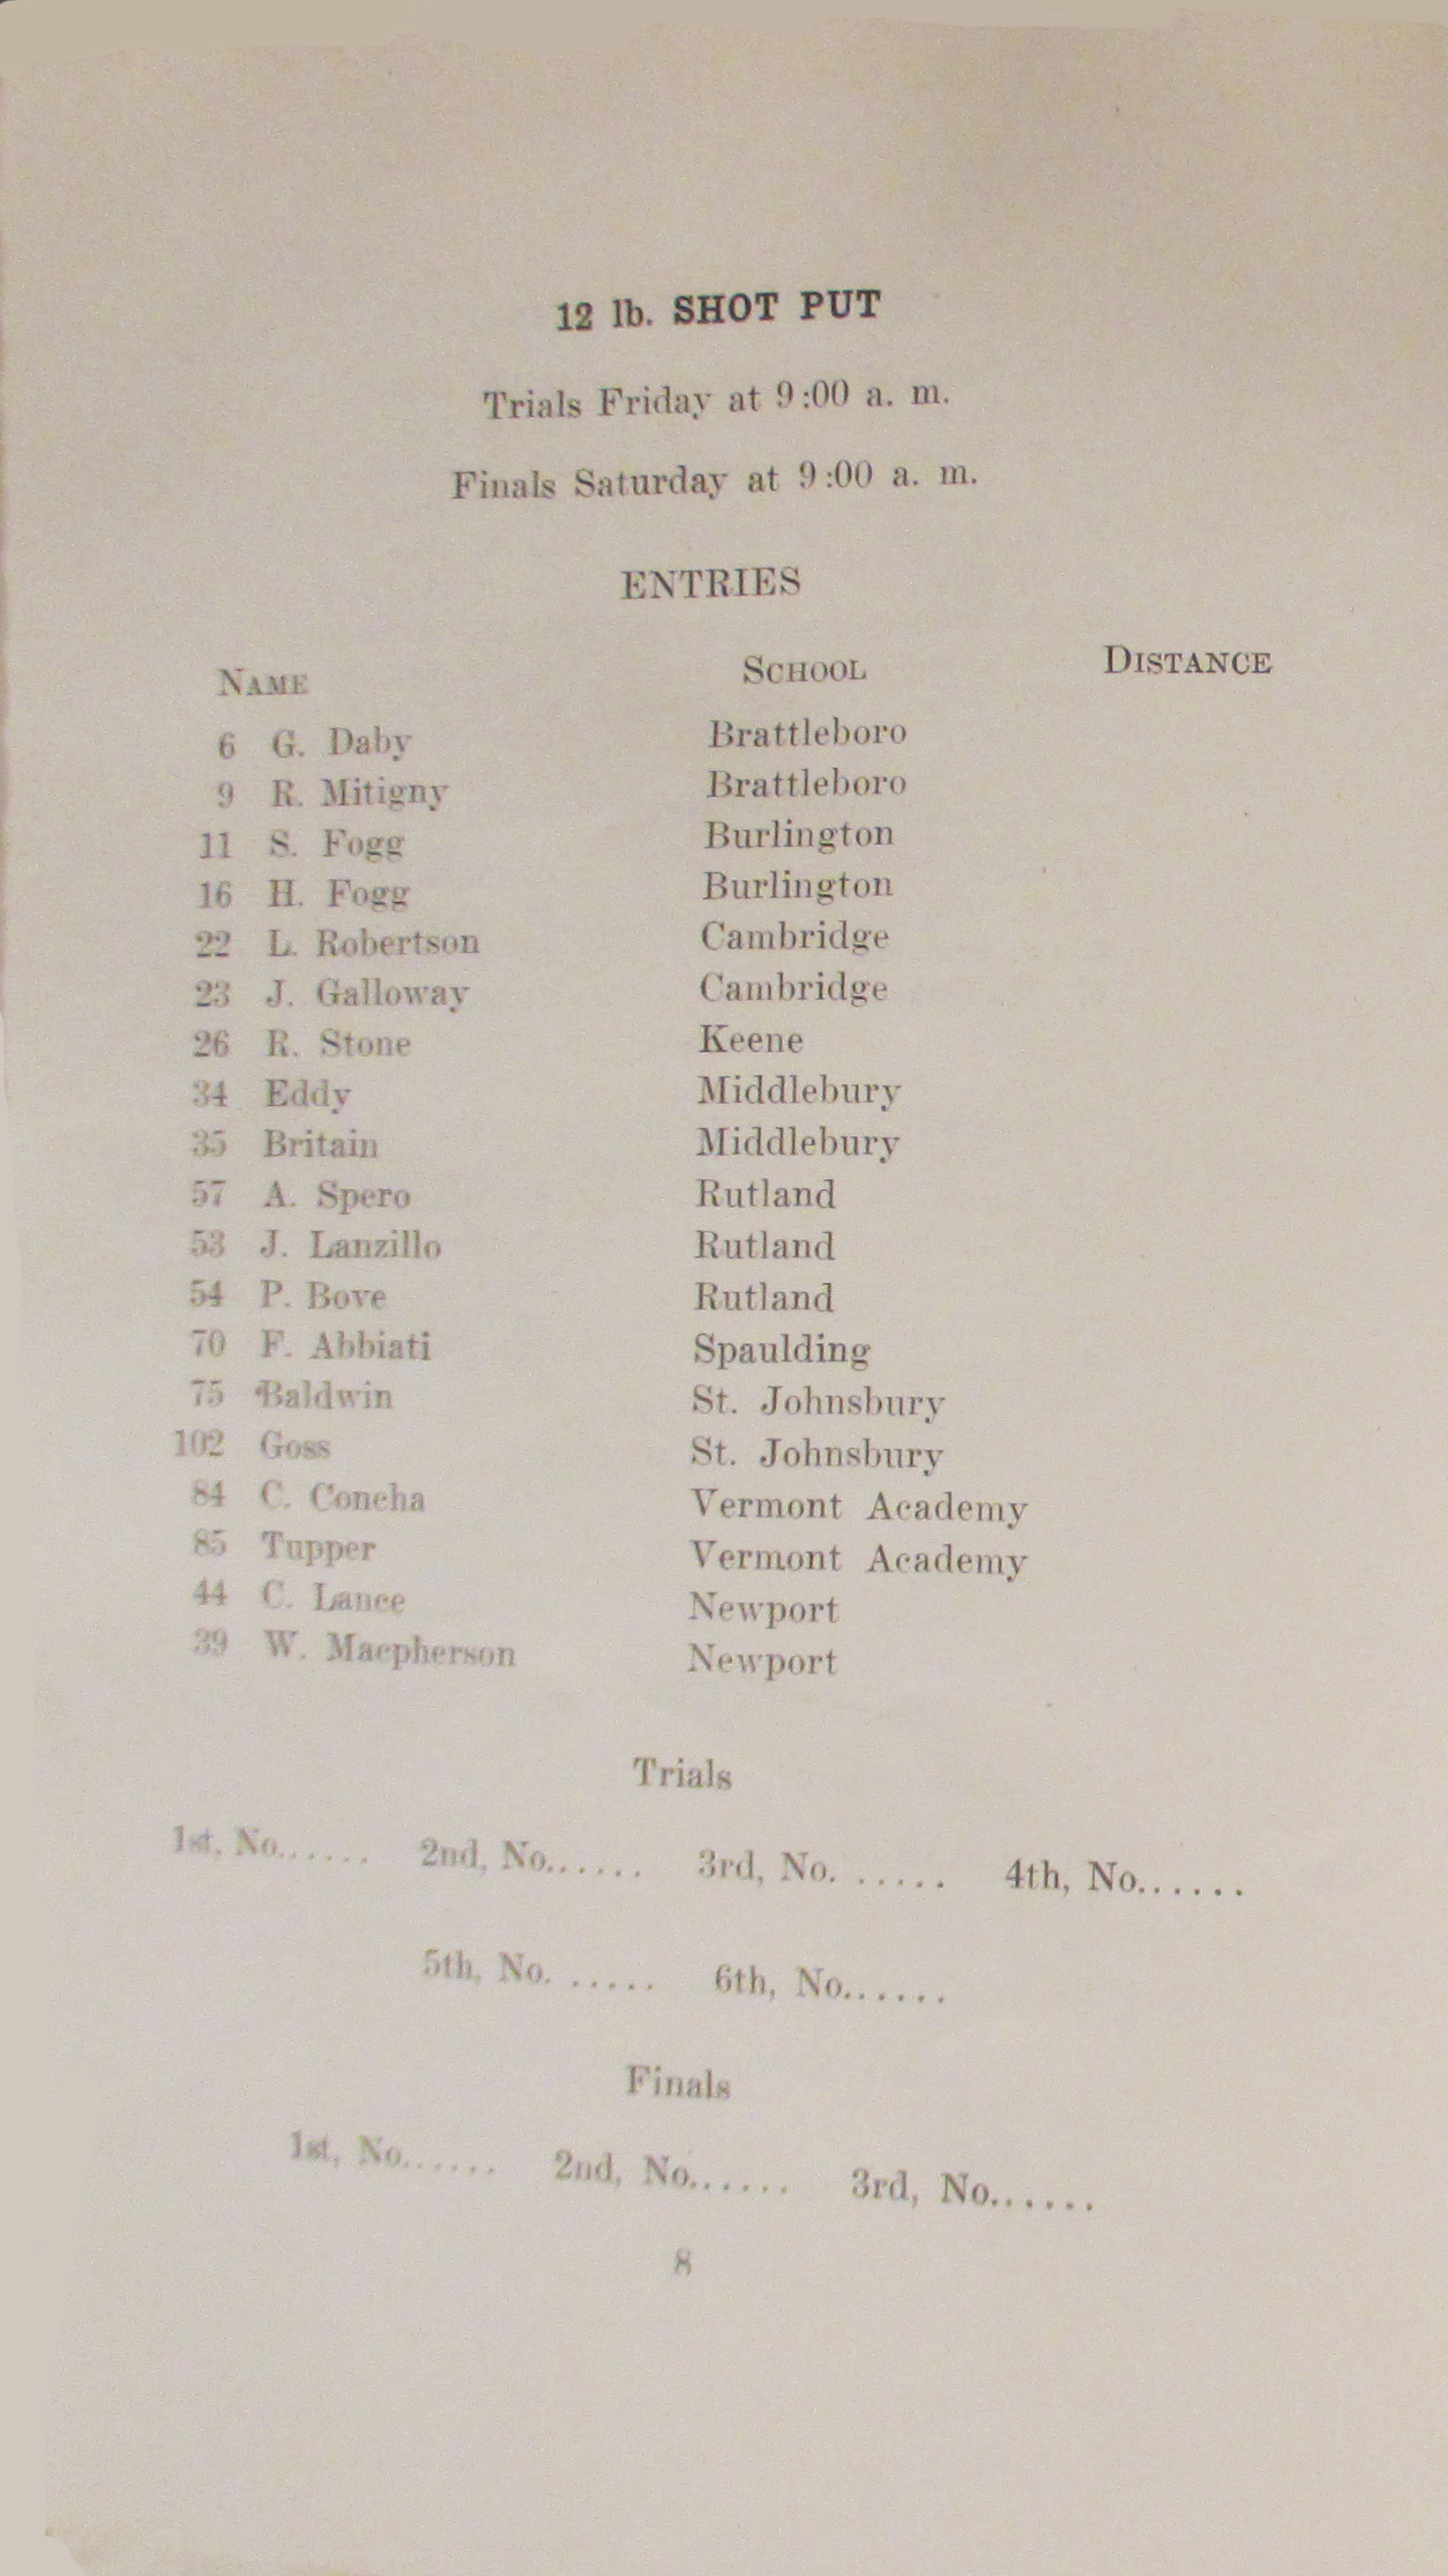 12 lb. SHOT PUT
Trials Friday at 9:00 a. m.
Finals Saturday at 9:00 a. m.
ENTRIES
NAME SCHOOL DISTANCE
6 G. Daby Brattleboro
9 R. Mitigny Brattleboro
11 S. Fogg Burlington
16 H. Fogg Burlington
22 L. Robertson Cambridge
23 J. Galloway Cambridge
26 R. Stone Keene
34 Eddy Middlebury
35 Britain Middlebury
57 A. Spero Rutland
53 J. Lanzillo Rutland
54 P. Bove Rutland
70 F. Abbiati Spaulding
75 Baldwin St. Johnsbury
102 Goss St. Johnsbury
84 C. Concha Vermont Academy
85 Tupper Vermont Academy
44 C. Lance Newport
39 W. Macpherson Newport
Trials
1st, No...... 2nd, No...... 3rd, No. ..... 4th, No......
5th, No. ..... 6th, No......
Finals
1st, No...... 2nd, No...... 3rd, No......
8